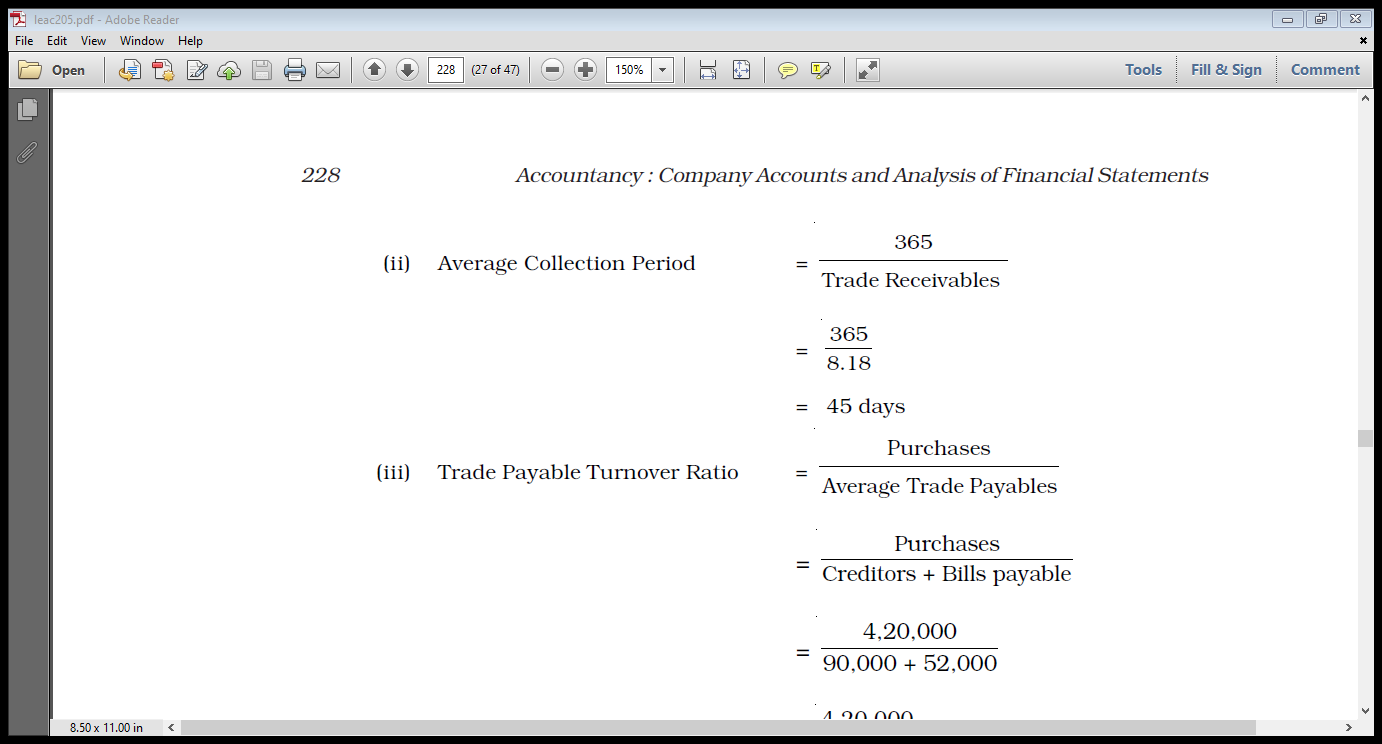 leac205.pdf - Adobe Reader
File Edit View Window Help
Open 228 (27 of 47) 150% Tools Fill & Sign Comment
228 Accountancy : Company Accounts and Analysis of Financial Statements
365
(ii) Average Collection Period =
Trade Receivables
365
=
8.18
= 45 days
Purchases
(iii) Trade Payable Turnover Ratio =
Average Trade Payables
Purchases
=
Creditors + Bills payable
4,20,000
=
90,000 + 52,000
4,20,000
8.50 x 11.00 in